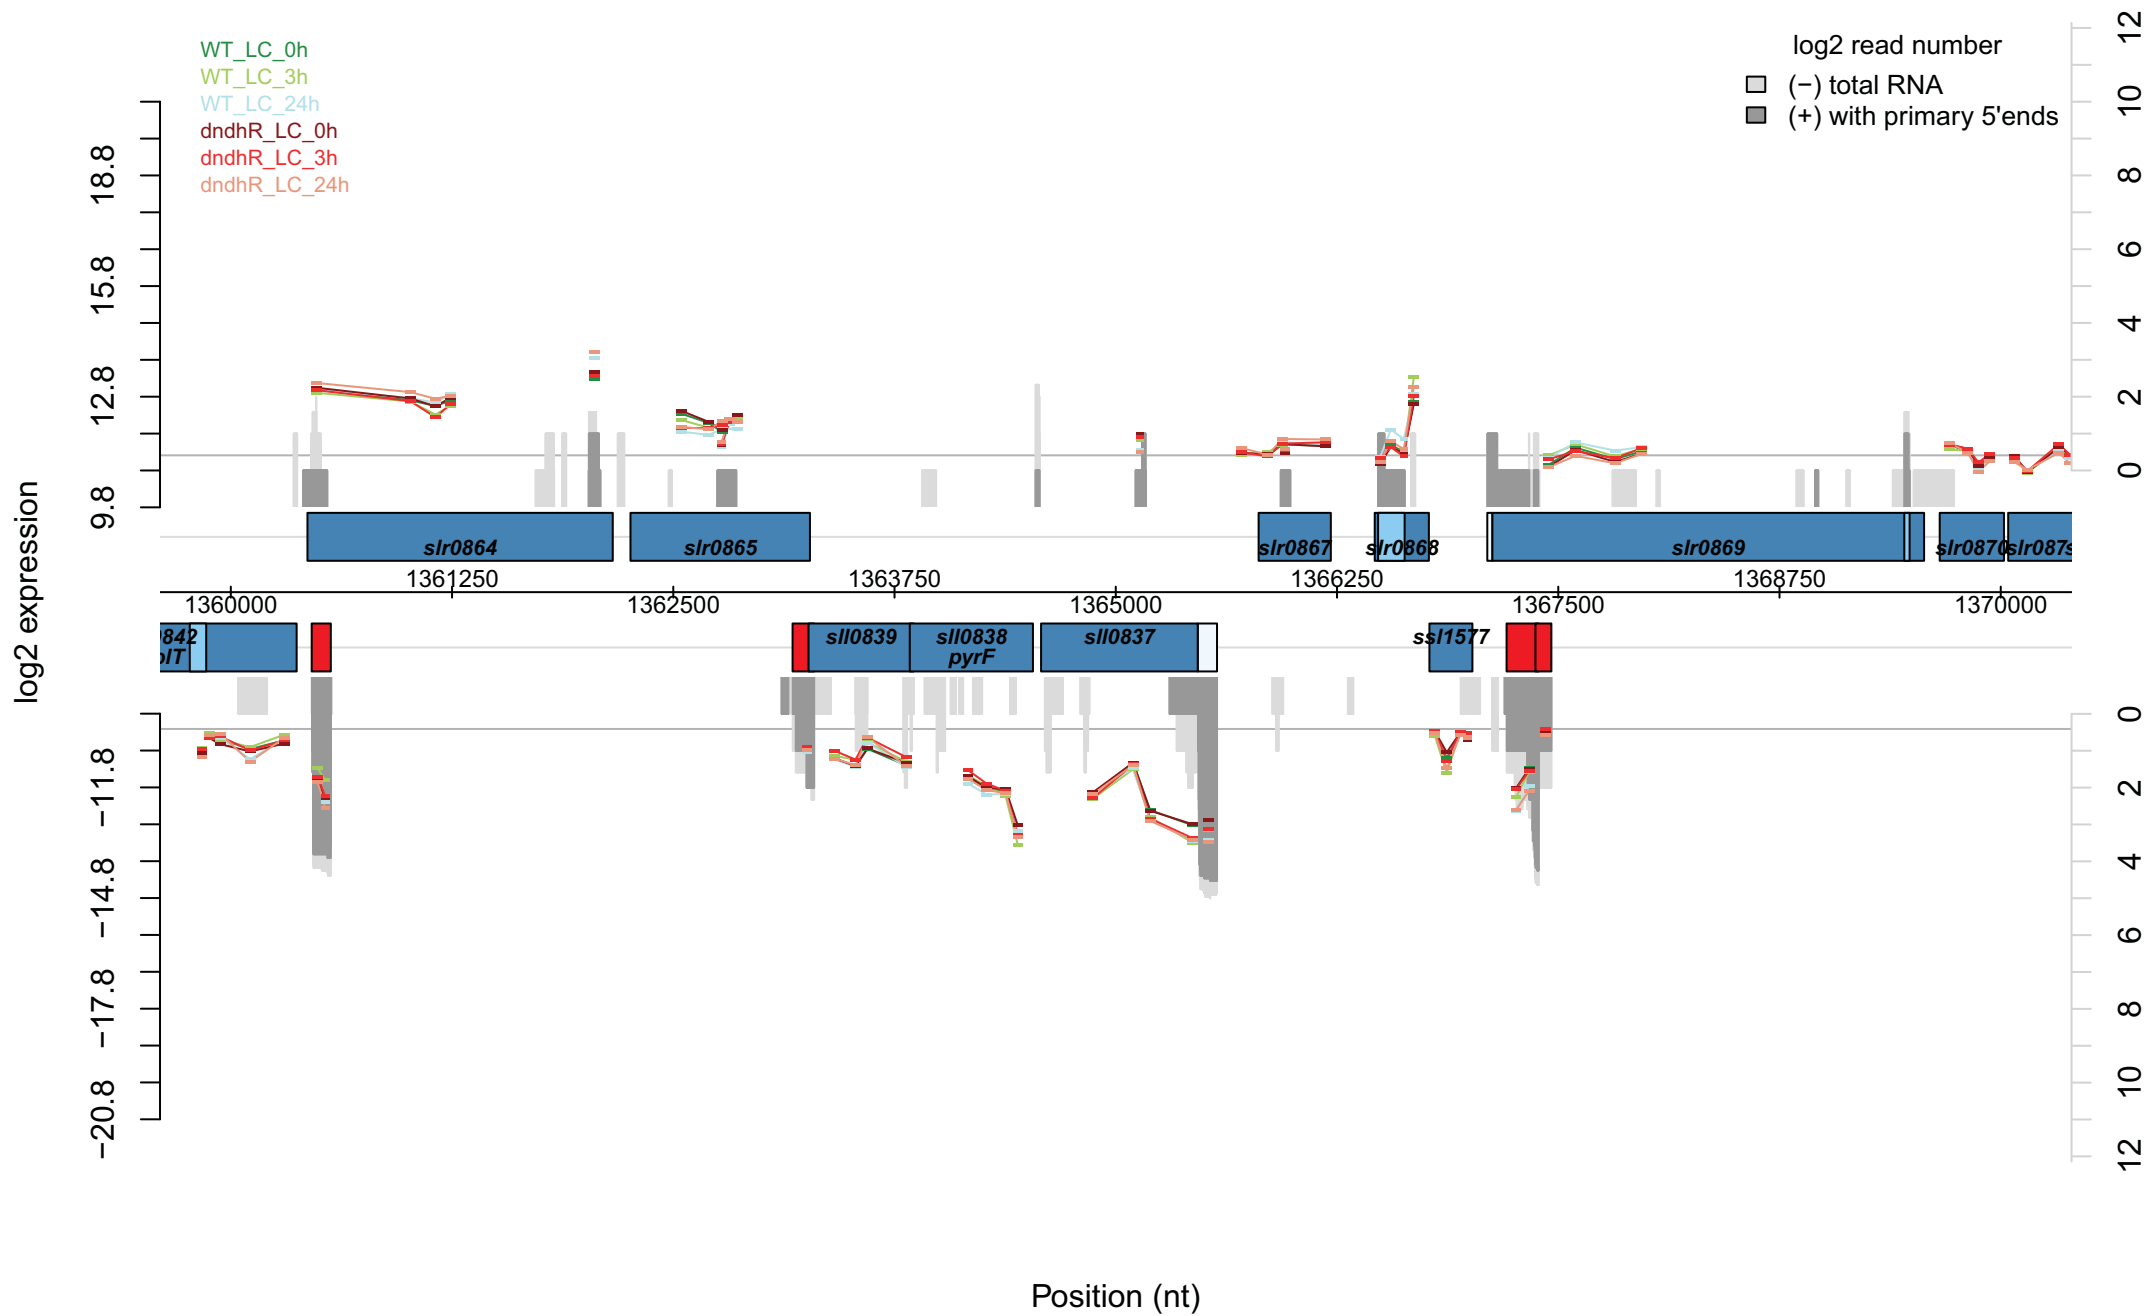 WT_LC_0h
WT_LC_3h
WT_LC_24h
dndhR_LC_0h
dndhR_LC_3h
dndhR_LC_24h
log2 read number
(−) total RNA
(+) with primary 5'ends
log2 expression
18.8
15.8
12.8
9.8
12
10
8
6
4
2
0
slr0864
slr0865
slr0867
slr0868
slr0869
slr0870
slr087
1361250
1363750
1366250
1368750
1360000
1362500
1365000
1367500
1370000
0842
olT
sll0839
sll0838
pyrF
sll0837
ssl1577
−11.8
−14.8
−17.8
−20.8
0
2
4
6
8
10
12
Position (nt)